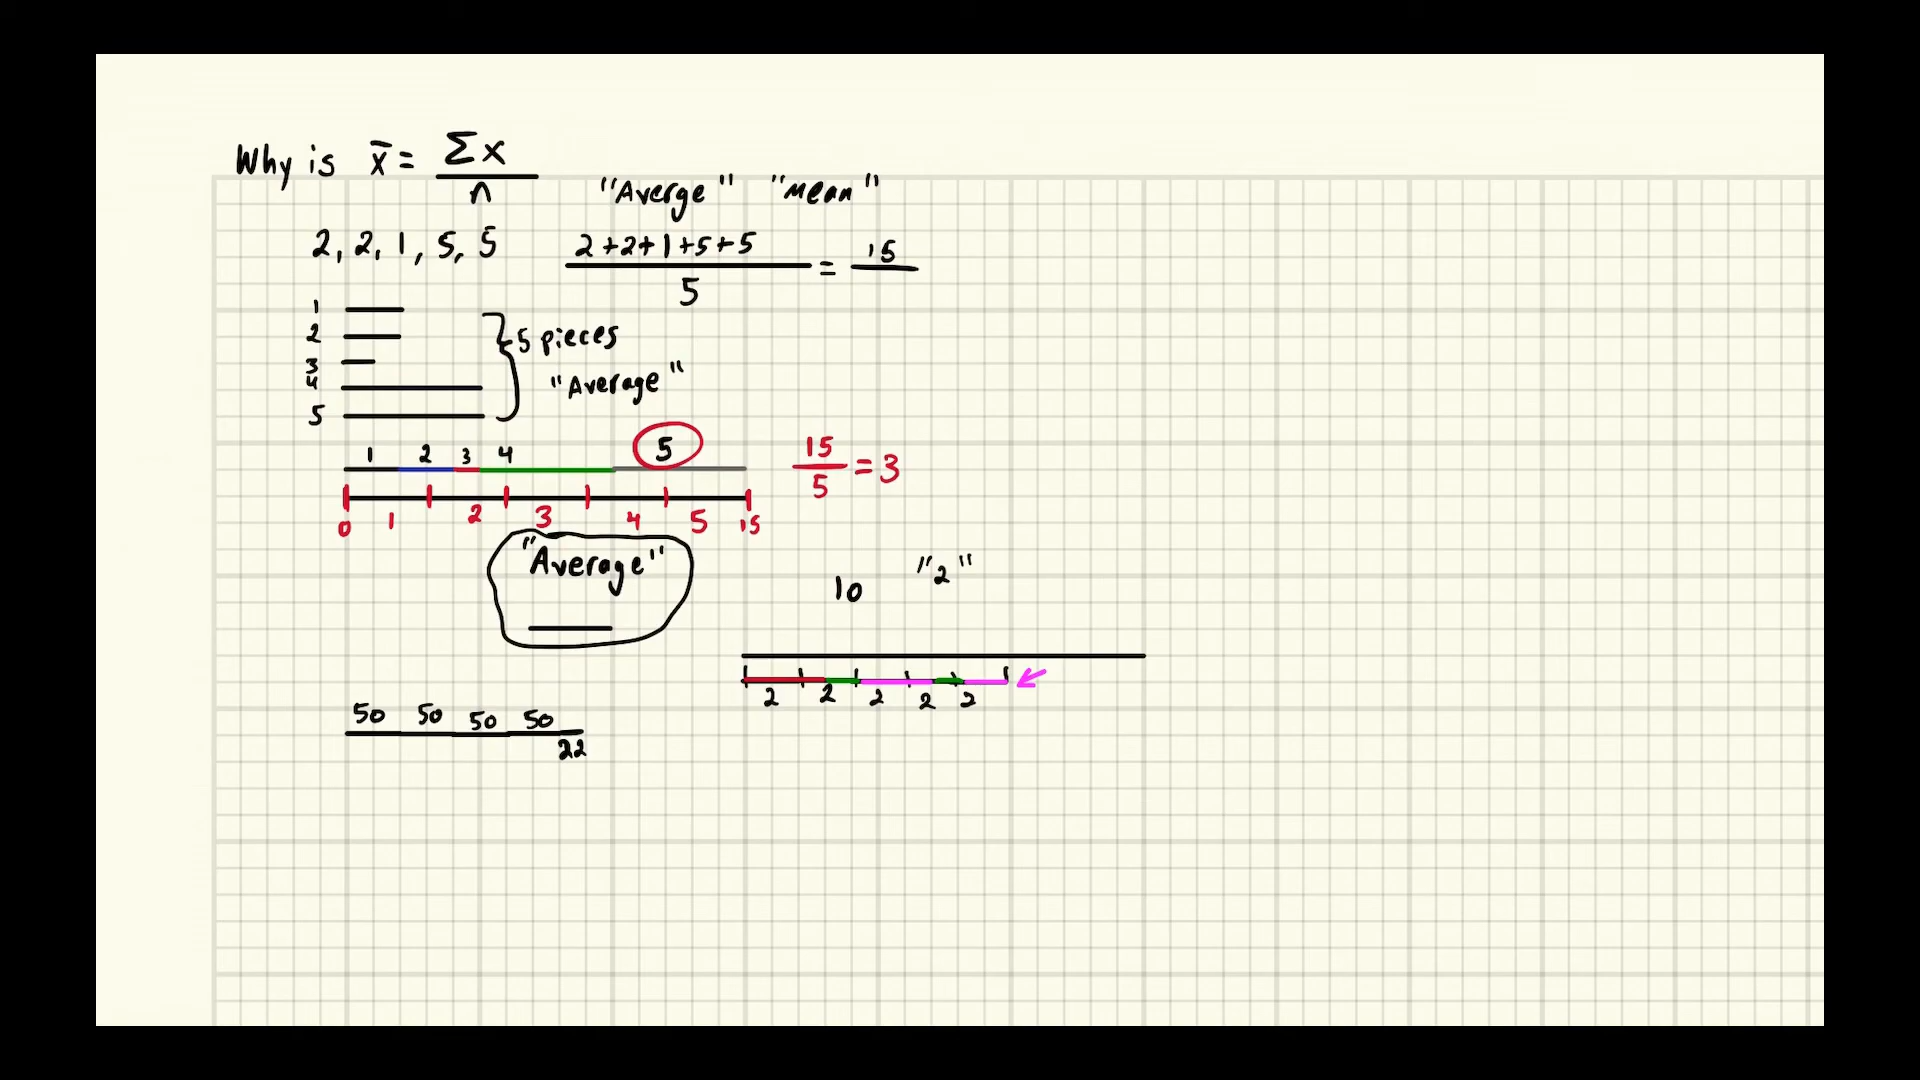 Why is x̄ = Σx / n
"Averge" "Mean"
2, 2, 1, 5, 5
2+2+1+5+5 / 5 = 15
1
2
3
4
5
5 pieces
"Average"
1 2 3 4 5
15 / 5 = 3
0 1 2 3 4 5 15
"Average"
10 "2"
2 2 2 2 2
50 50 50 50
22